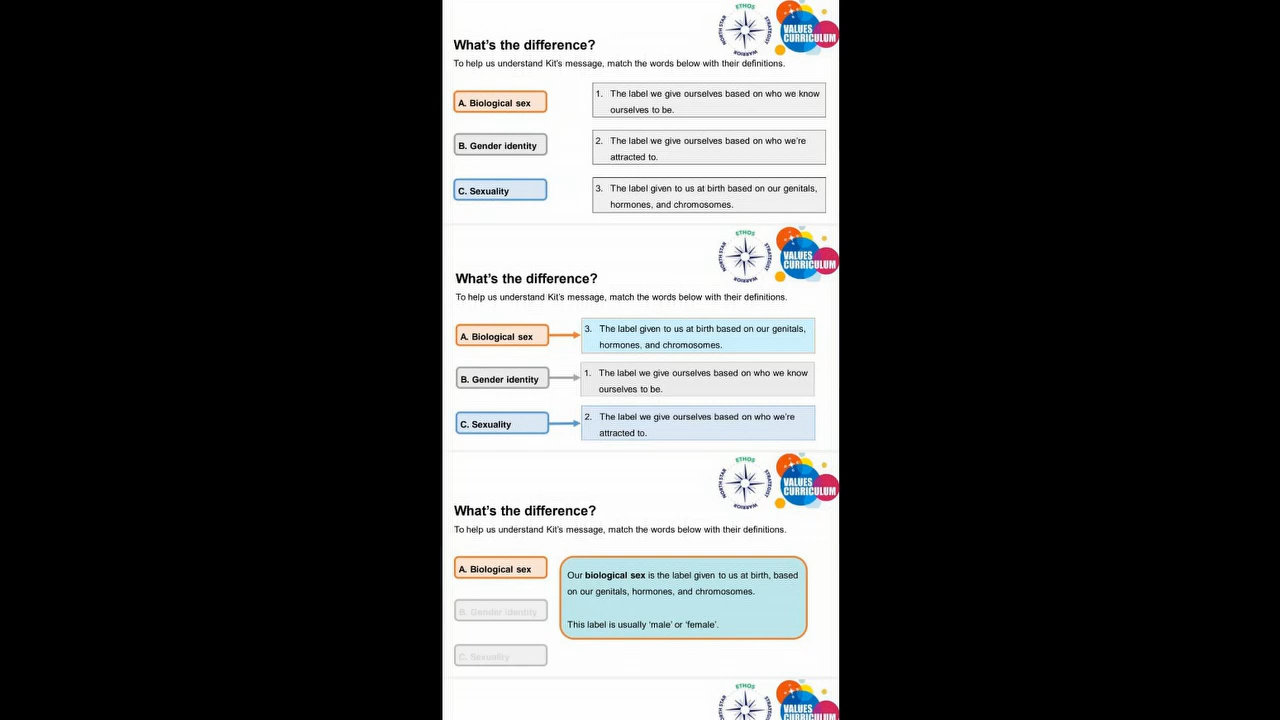 ETHOS
NORTH STAR
STRATEGIST
WARRIOR
VALUES
CURRICULUM
What's the difference?
To help us understand Kit's message, match the words below with their definitions.
A. Biological sex
1. The label we give ourselves based on who we know
ourselves to be.
B. Gender identity
2. The label we give ourselves based on who we're
attracted to.
C. Sexuality
3. The label given to us at birth based on our genitals,
hormones, and chromosomes.
ETHOS
NORTH STAR
STRATEGIST
WARRIOR
VALUES
CURRICULUM
What's the difference?
To help us understand Kit's message, match the words below with their definitions.
A. Biological sex
3. The label given to us at birth based on our genitals,
hormones, and chromosomes.
B. Gender identity
1. The label we give ourselves based on who we know
ourselves to be.
C. Sexuality
2. The label we give ourselves based on who we're
attracted to.
ETHOS
NORTH STAR
STRATEGIST
WARRIOR
VALUES
CURRICULUM
What's the difference?
To help us understand Kit's message, match the words below with their definitions.
A. Biological sex
Our biological sex is the label given to us at birth, based
on our genitals, hormones, and chromosomes.
This label is usually 'male' or 'female'.
B. Gender identity
C. Sexuality
ETHOS
NORTH STAR
VALUES
CURRICULUM